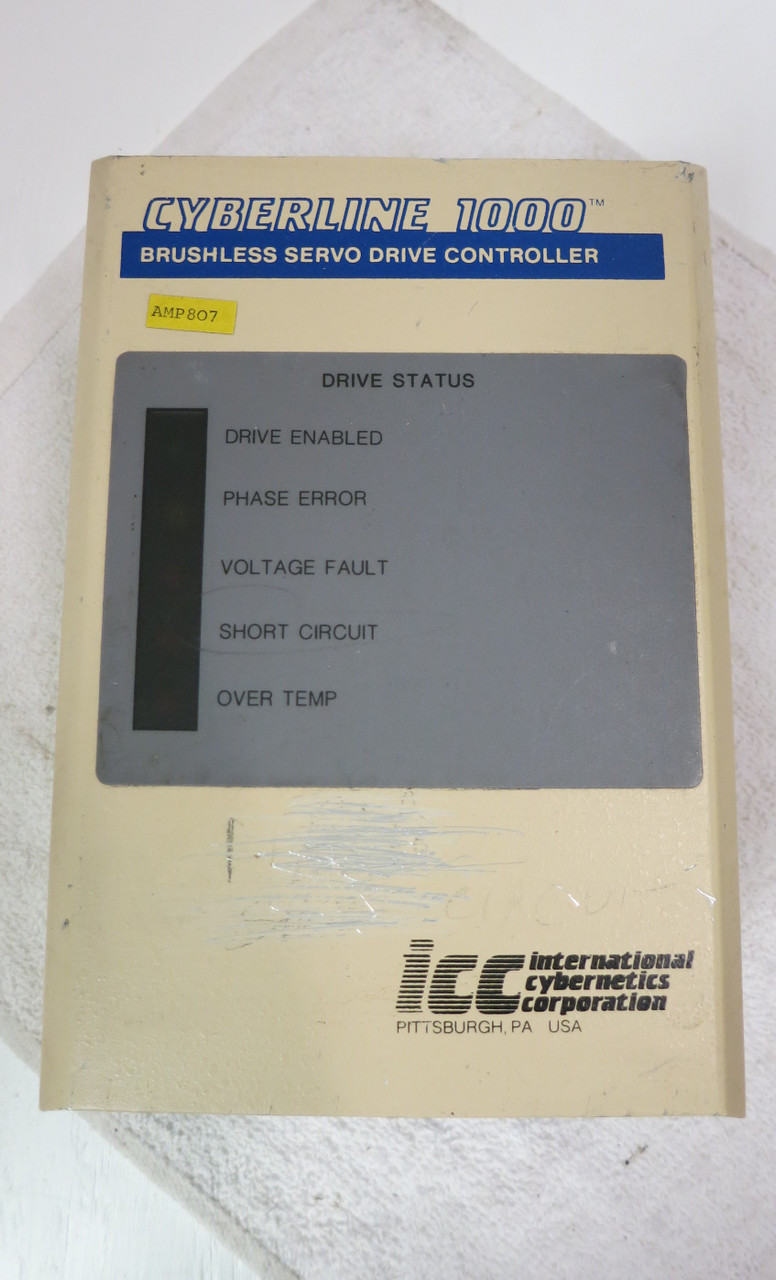 CYBERLINE 1000™
BRUSHLESS SERVO DRIVE CONTROLLER
AMP807
DRIVE STATUS
DRIVE ENABLED
PHASE ERROR
VOLTAGE FAULT
SHORT CIRCUIT
OVER TEMP
icc international
cybernetics
corporation
PITTSBURGH, PA USA